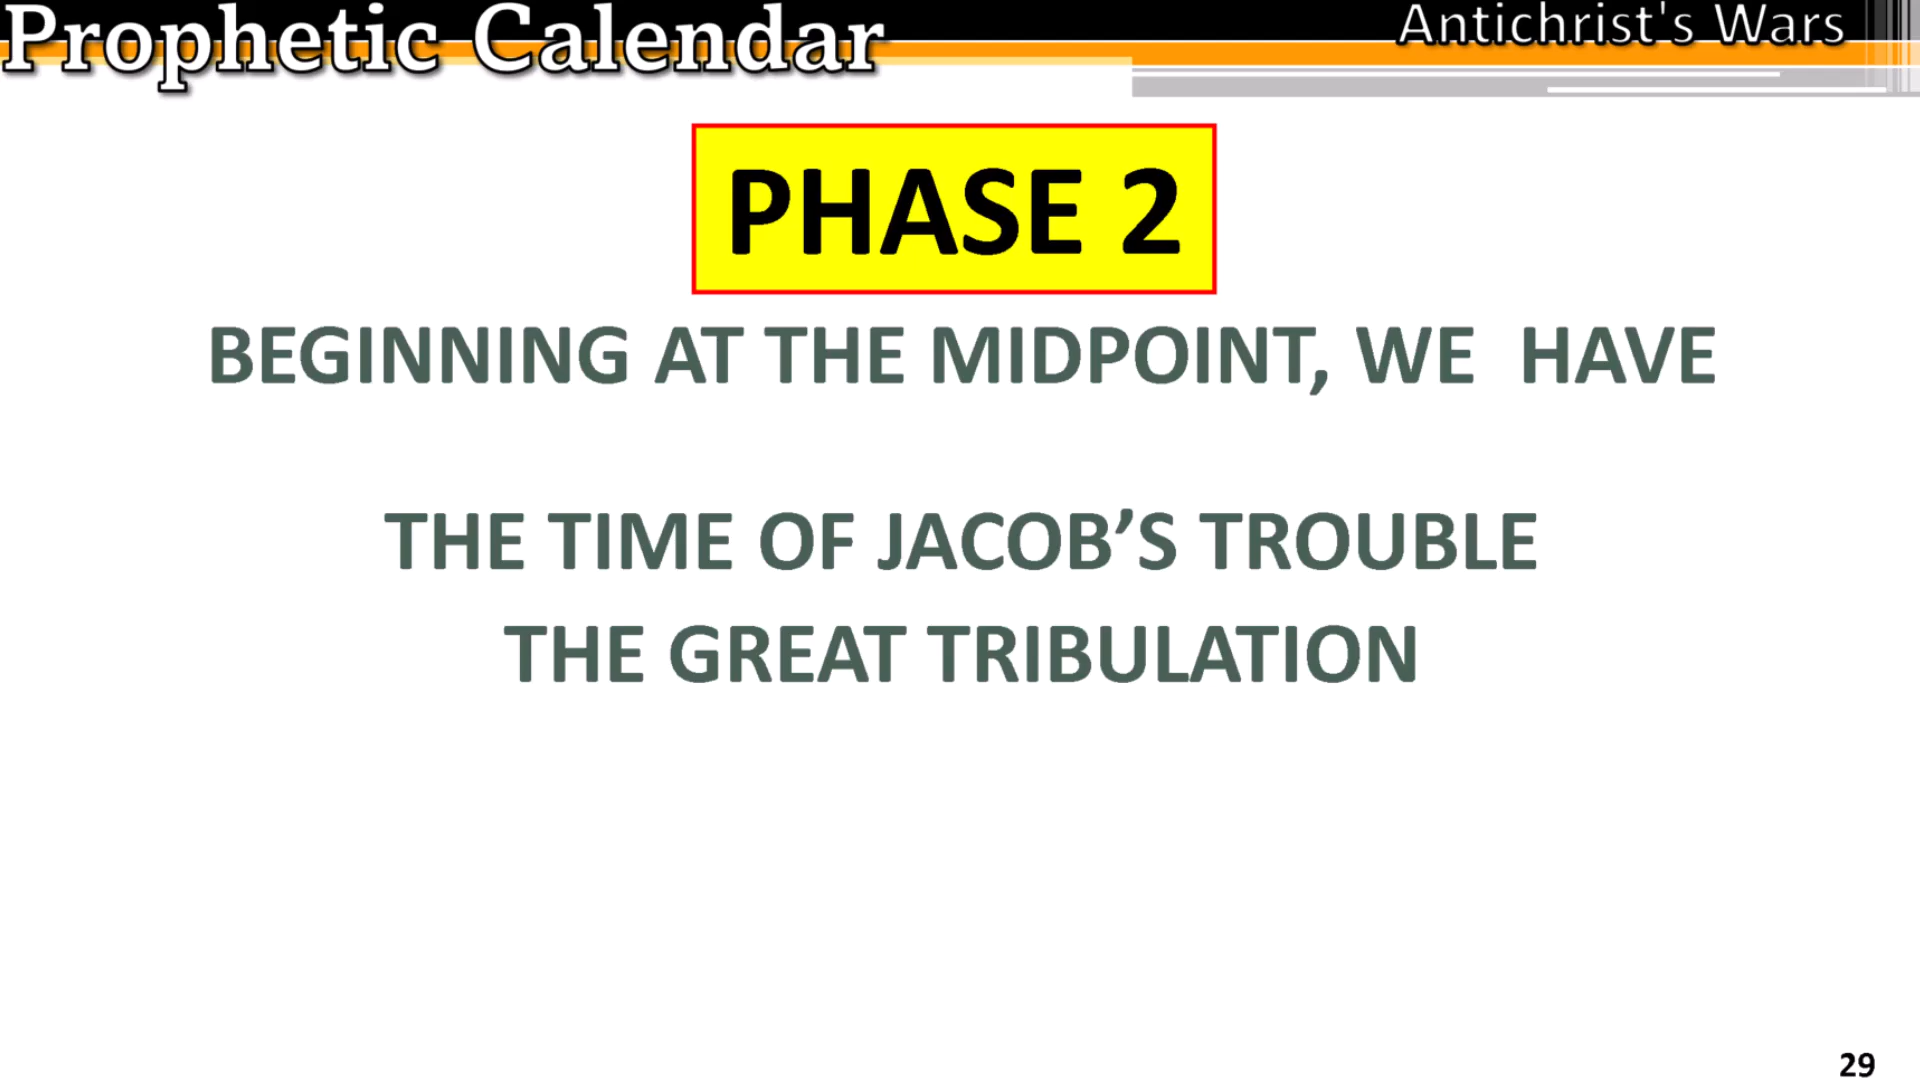 Prophetic Calendar
Antichrist's Wars
PHASE 2
BEGINNING AT THE MIDPOINT, WE  HAVE
THE TIME OF JACOB’S TROUBLE
THE GREAT TRIBULATION
29